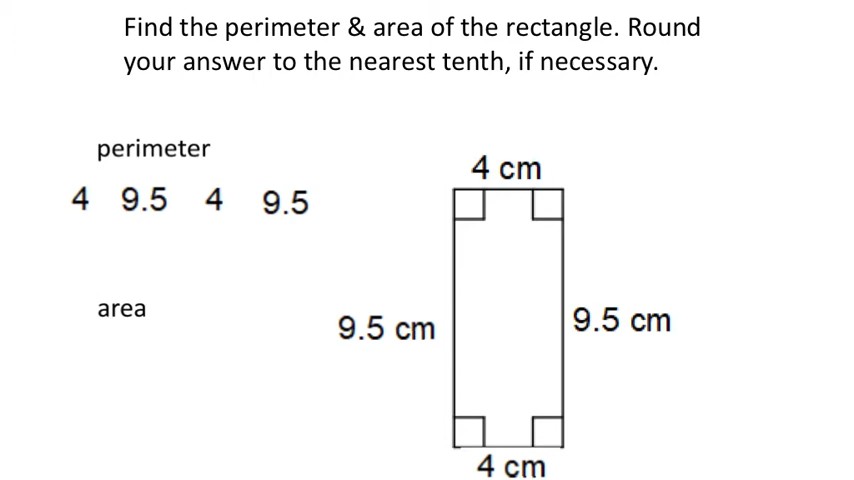 Find the perimeter & area of the rectangle. Round
your answer to the nearest tenth, if necessary.
perimeter
4 9.5 4 9.5
area
4 cm
9.5 cm
9.5 cm
4 cm